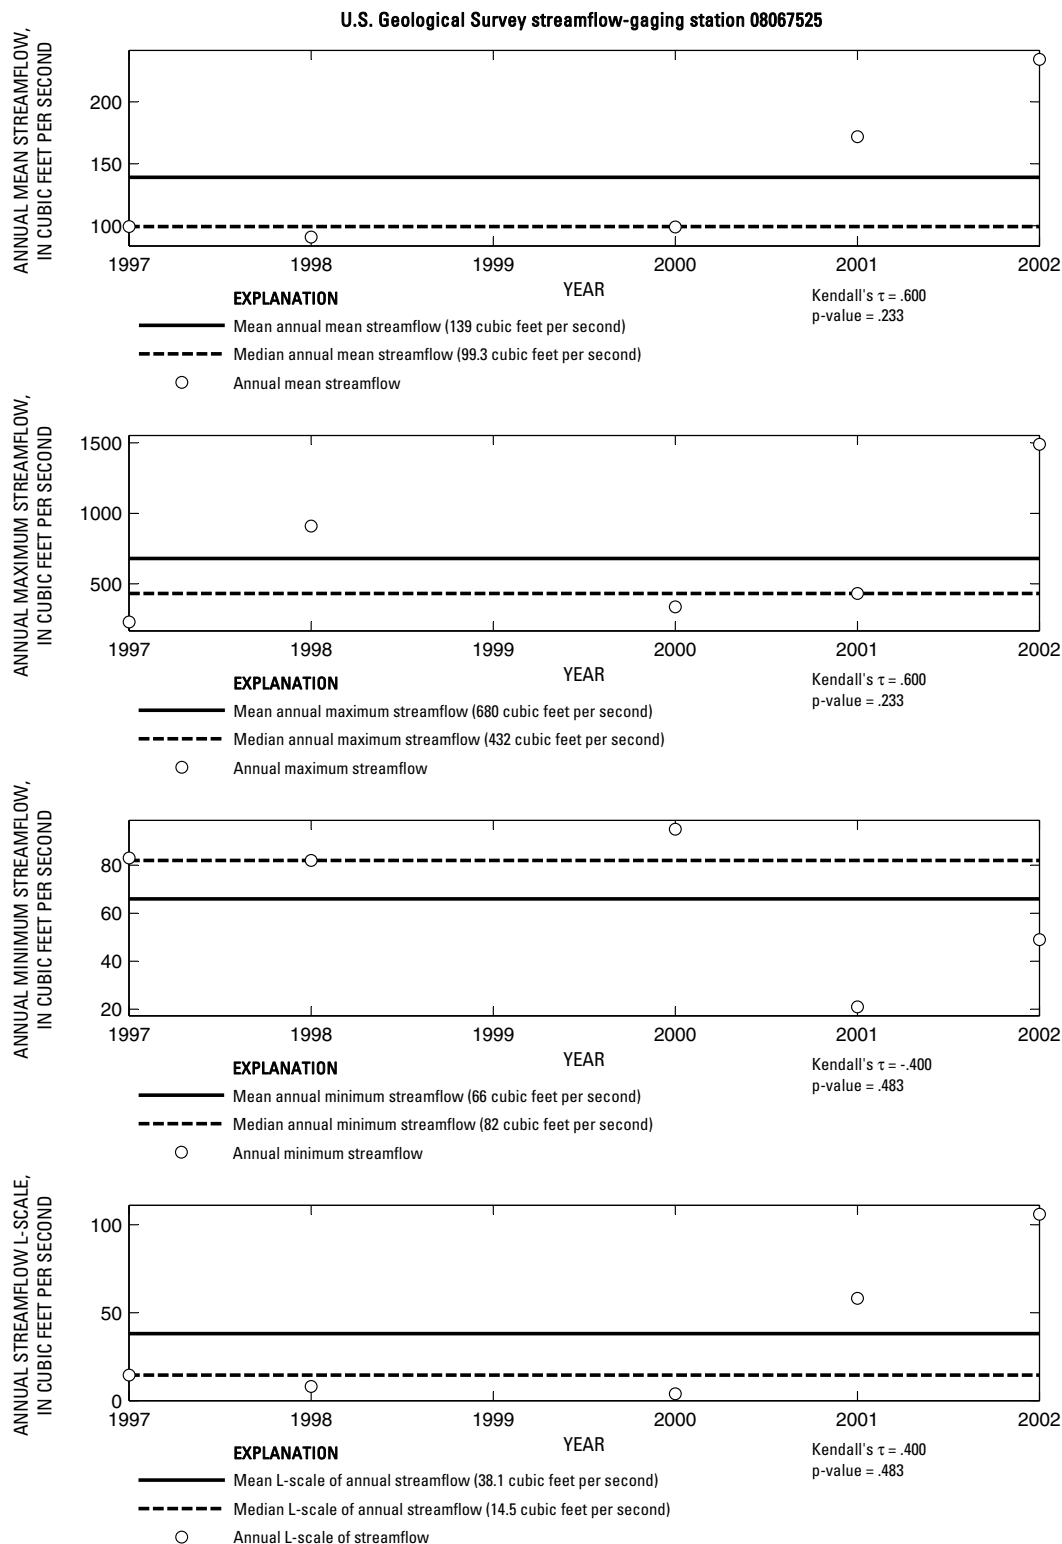 U.S. Geological Survey streamflow-gaging station 08067525
ANNUAL MEAN STREAMFLOW,
IN CUBIC FEET PER SECOND
200
150
100
1997 1998 1999 2000 2001 2002
YEAR
Kendall's τ = .600
p-value = .233
EXPLANATION
Mean annual mean streamflow (139 cubic feet per second)
Median annual mean streamflow (99.3 cubic feet per second)
Annual mean streamflow
ANNUAL MAXIMUM STREAMFLOW,
IN CUBIC FEET PER SECOND
1500
1000
500
1997 1998 1999 2000 2001 2002
YEAR
Kendall's τ = .600
p-value = .233
EXPLANATION
Mean annual maximum streamflow (680 cubic feet per second)
Median annual maximum streamflow (432 cubic feet per second)
Annual maximum streamflow
ANNUAL MINIMUM STREAMFLOW,
IN CUBIC FEET PER SECOND
80
60
40
20
1997 1998 1999 2000 2001 2002
YEAR
Kendall's τ = -.400
p-value = .483
EXPLANATION
Mean annual minimum streamflow (66 cubic feet per second)
Median annual minimum streamflow (82 cubic feet per second)
Annual minimum streamflow
ANNUAL STREAMFLOW L-SCALE,
IN CUBIC FEET PER SECOND
100
50
0
1997 1998 1999 2000 2001 2002
YEAR
Kendall's τ = .400
p-value = .483
EXPLANATION
Mean L-scale of annual streamflow (38.1 cubic feet per second)
Median L-scale of annual streamflow (14.5 cubic feet per second)
Annual L-scale of streamflow